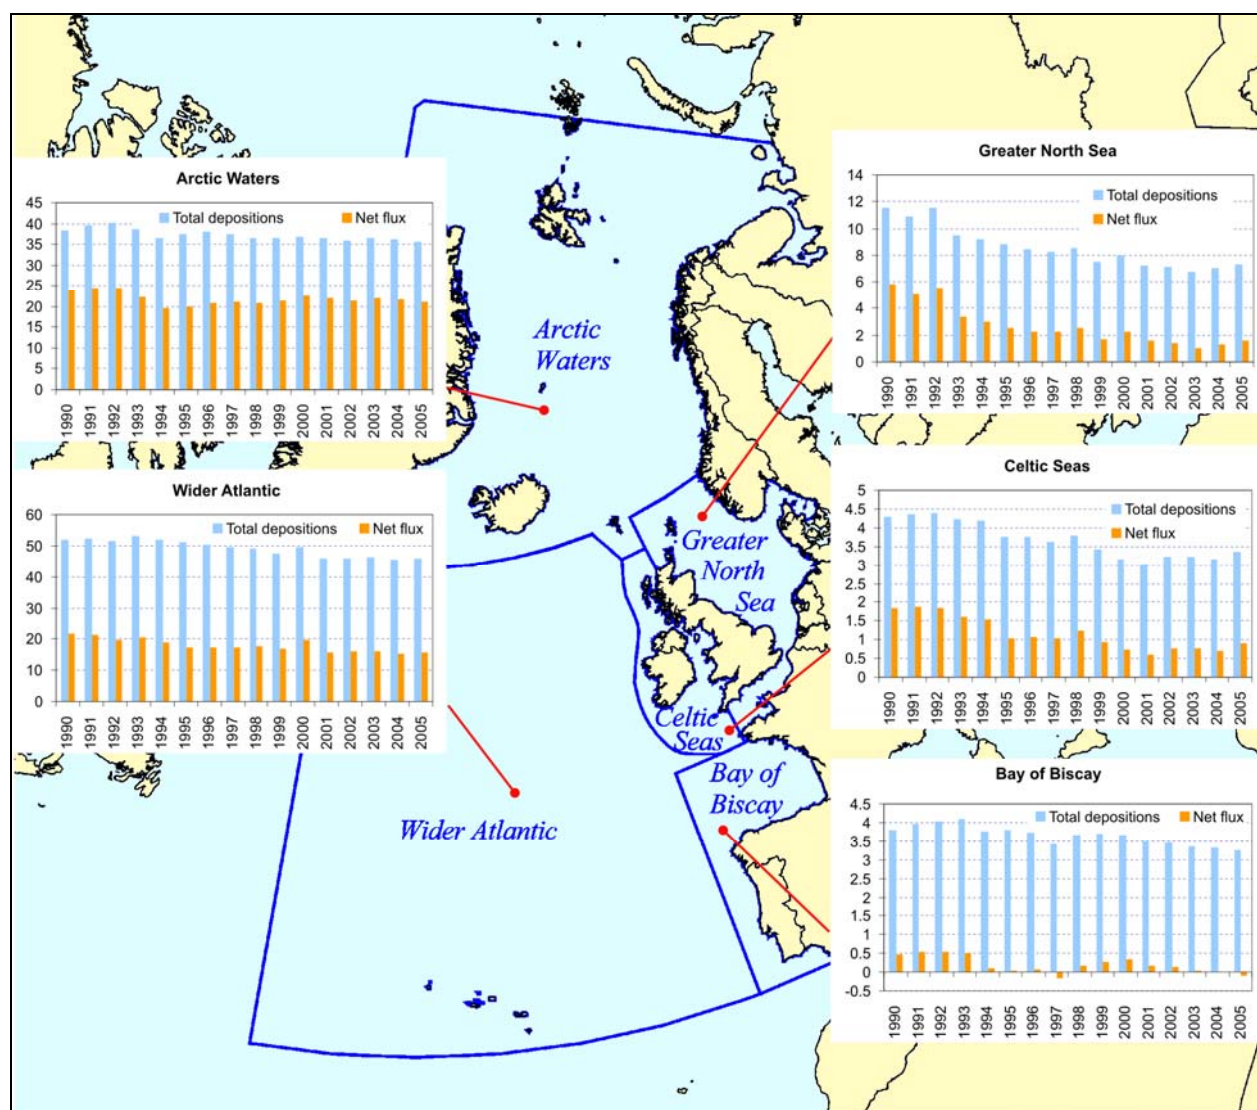 Arctic Waters
45
40
35
30
25
20
15
10
5
0
Total depositions Net flux
1990 1991 1992 1993 1994 1995 1996 1997 1998 1999 2000 2001 2002 2003 2004 2005
Wider Atlantic
60
50
40
30
20
10
0
Total depositions Net flux
1990 1991 1992 1993 1994 1995 1996 1997 1998 1999 2000 2001 2002 2003 2004 2005
Arctic
Waters
Greater
North
Sea
Celtic
Seas
Bay of
Biscay
Wider Atlantic
Greater North Sea
14
12
10
8
6
4
2
0
Total depositions
Net flux
1990 1991 1992 1993 1994 1995 1996 1997 1998 1999 2000 2001 2002 2003 2004 2005
Celtic Seas
5
4.5
4
3.5
3
2.5
2
1.5
1
0.5
0
Total depositions
Net flux
1990 1991 1992 1993 1994 1995 1996 1997 1998 1999 2000 2001 2002 2003 2004 2005
Bay of Biscay
4.5
4
3.5
3
2.5
2
1.5
1
0.5
0
-0.5
Total depositions Net flux
1990 1991 1992 1993 1994 1995 1996 1997 1998 1999 2000 2001 2002 2003 2004 2005